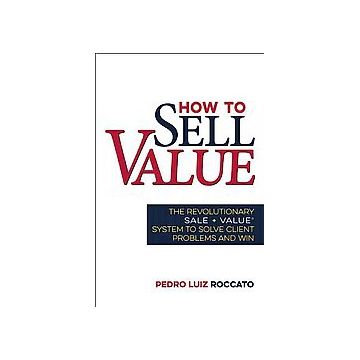 HOW TO
SELL
VALUE
THE REVOLUTIONARY
SALE + VALUE®
SYSTEM TO SOLVE CLIENT
PROBLEMS AND WIN
PEDRO LUIZ ROCCATO